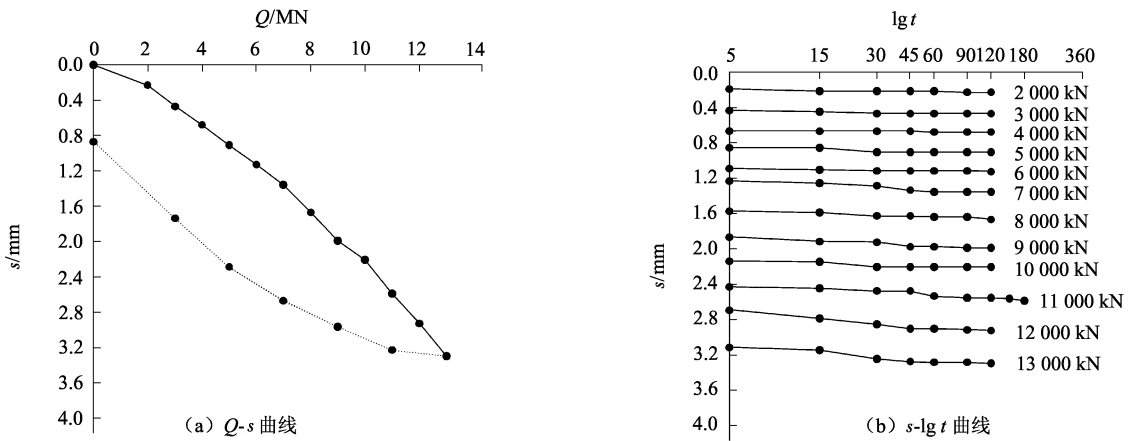 Q/MN
0 2 4 6 8 10 12 14
0.0
0.4
0.8
1.2
1.6
2.0
2.4
2.8
3.2
3.6
4.0
s/mm
（a）Q-s 曲线
lg t
5 15 30 45 60 90 120 180 360
0.0
0.4
0.8
1.2
1.6
2.0
2.4
2.8
3.2
3.6
4.0
s/mm
2 000 kN
3 000 kN
4 000 kN
5 000 kN
6 000 kN
7 000 kN
8 000 kN
9 000 kN
10 000 kN
11 000 kN
12 000 kN
13 000 kN
（b）s-lg t 曲线